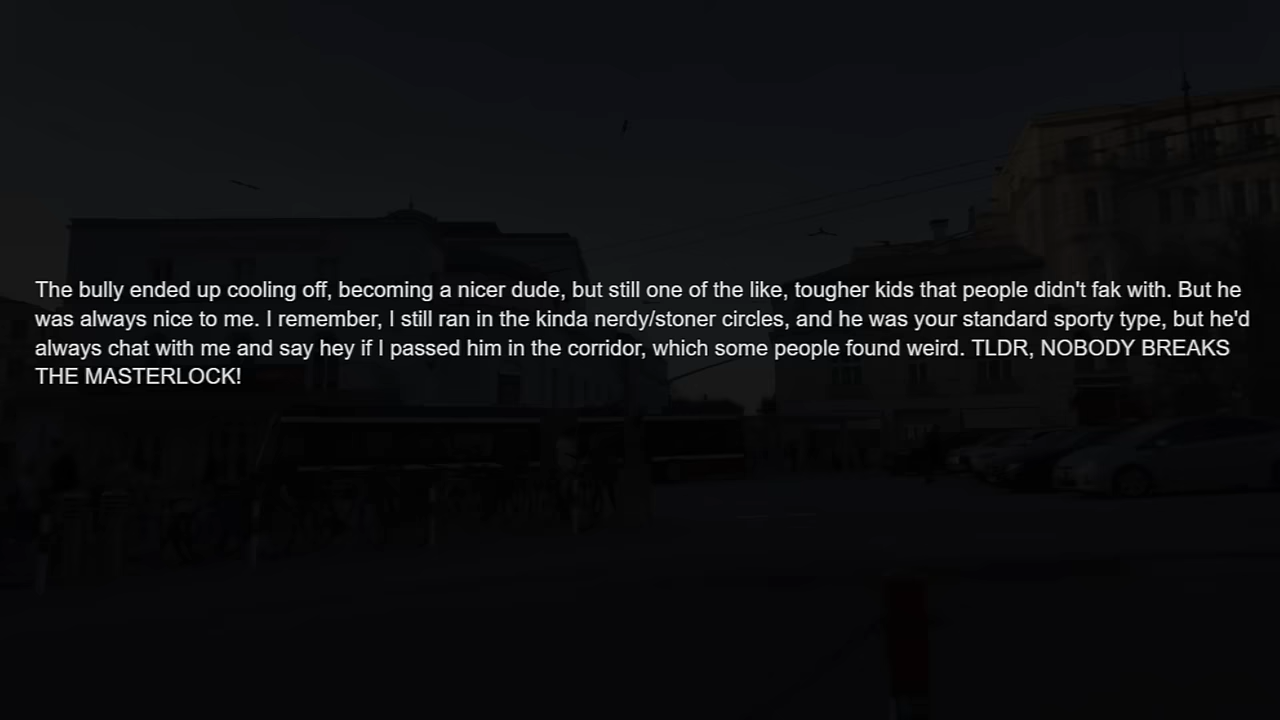 The bully ended up cooling off, becoming a nicer dude, but still one of the like, tougher kids that people didn't fak with. But he
was always nice to me. I remember, I still ran in the kinda nerdy/stoner circles, and he was your standard sporty type, but he'd
always chat with me and say hey if I passed him in the corridor, which some people found weird. TLDR, NOBODY BREAKS
THE MASTERLOCK!